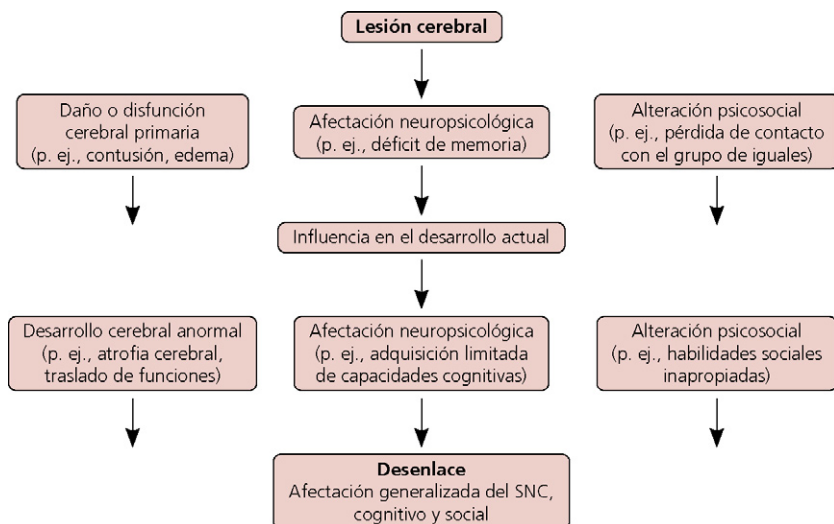 Lesión cerebral
Daño o disfunción
cerebral primaria
(p. ej., contusión, edema)
Afectación neuropsicológica
(p. ej., déficit de memoria)
Alteración psicosocial
(p. ej., pérdida de contacto
con el grupo de iguales)
Influencia en el desarrollo actual
Desarrollo cerebral anormal
(p. ej., atrofia cerebral,
traslado de funciones)
Afectación neuropsicológica
(p. ej., adquisición limitada
de capacidades cognitivas)
Alteración psicosocial
(p. ej., habilidades sociales
inapropiadas)
Desenlace
Afectación generalizada del SNC,
cognitivo y social